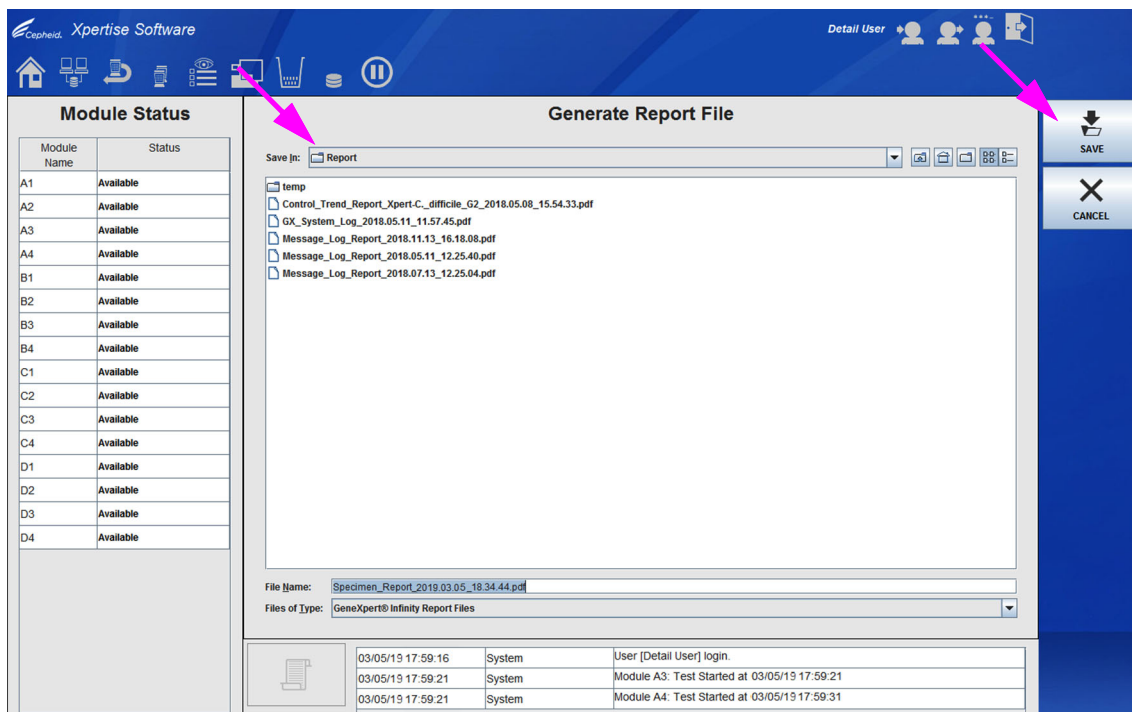 Cepheid. Xpertise Software
Detail User
Module Status
Module Name Status
A1 Available
A2 Available
A3 Available
A4 Available
B1 Available
B2 Available
B3 Available
B4 Available
C1 Available
C2 Available
C3 Available
C4 Available
D1 Available
D2 Available
D3 Available
D4 Available
Generate Report File
Save In: Report
temp
Control_Trend_Report_Xpert-C._difficile_G2_2018.05.08_15.54.33.pdf
GX_System_Log_2018.05.11_11.57.45.pdf
Message_Log_Report_2018.11.13_16.18.08.pdf
Message_Log_Report_2018.05.11_12.25.40.pdf
Message_Log_Report_2018.07.13_12.25.04.pdf
File Name: Specimen_Report_2019.03.05_18.34.44.pdf
Files of Type: GeneXpert® Infinity Report Files
SAVE
CANCEL
03/05/19 17:59:16 System User [Detail User] login.
03/05/19 17:59:21 System Module A3: Test Started at 03/05/19 17:59:21
03/05/19 17:59:21 System Module A4: Test Started at 03/05/19 17:59:31